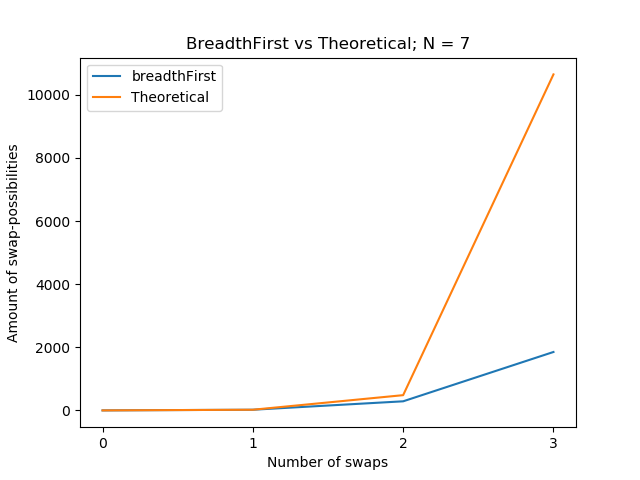 BreadthFirst vs Theoretical; N = 7
breadthFirst
Theoretical
Amount of swap-possibilities
10000
8000
6000
4000
2000
0
0 1 2 3
Number of swaps